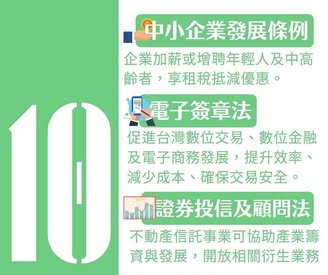 10
中小企業發展條例
企業加薪或增聘年輕人及中高
齡者，享租稅抵減優惠。
電子簽章法
促進台灣數位交易、數位金融
及電子商務發展，提升效率、
減少成本、確保交易安全。
證券投信及顧問法
不動產信託事業可協助產業籌
資與發展，開放相關衍生業務